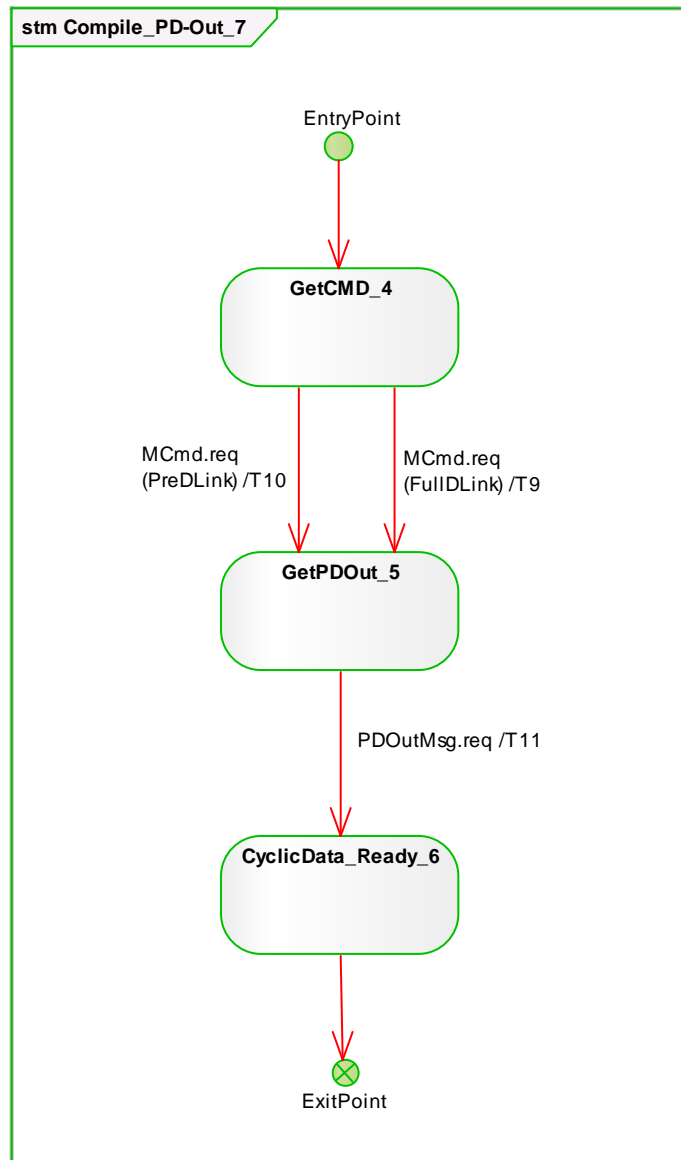 stm Compile_PD-Out_7
EntryPoint
GetCMD_4
MCmd.req
(PreDLink) /T10
MCmd.req
(FullDLink) /T9
GetPDOut_5
PDOutMsg.req /T11
CyclicData_Ready_6
ExitPoint